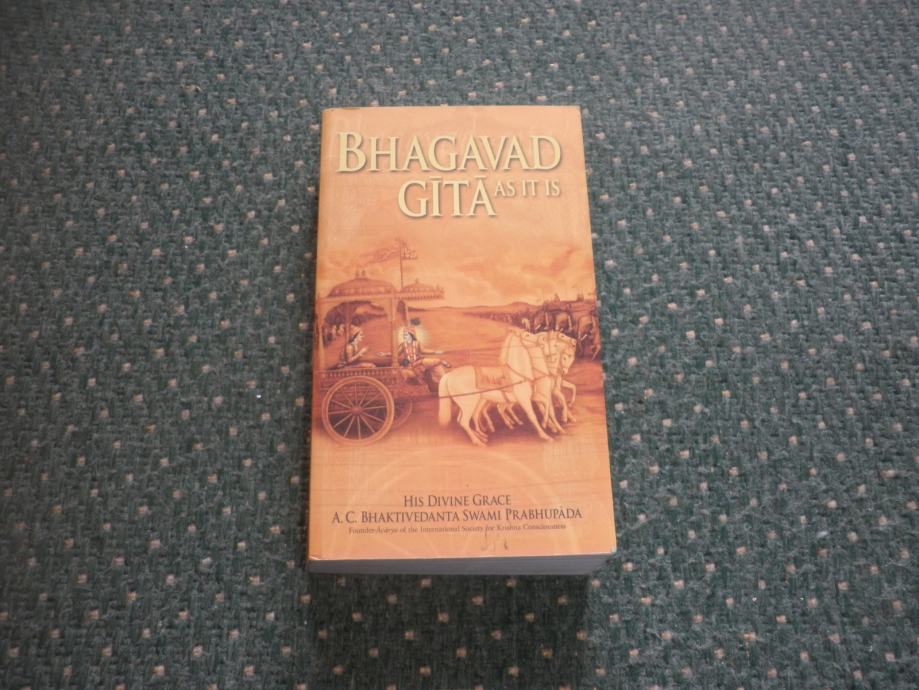 BHAGAVAD
GĪTĀ AS IT IS
HIS DIVINE GRACE
A. C. BHAKTIVEDANTA SWAMI PRABHUPĀDA
Founder-Ācārya of the International Society for Krishna Consciousness